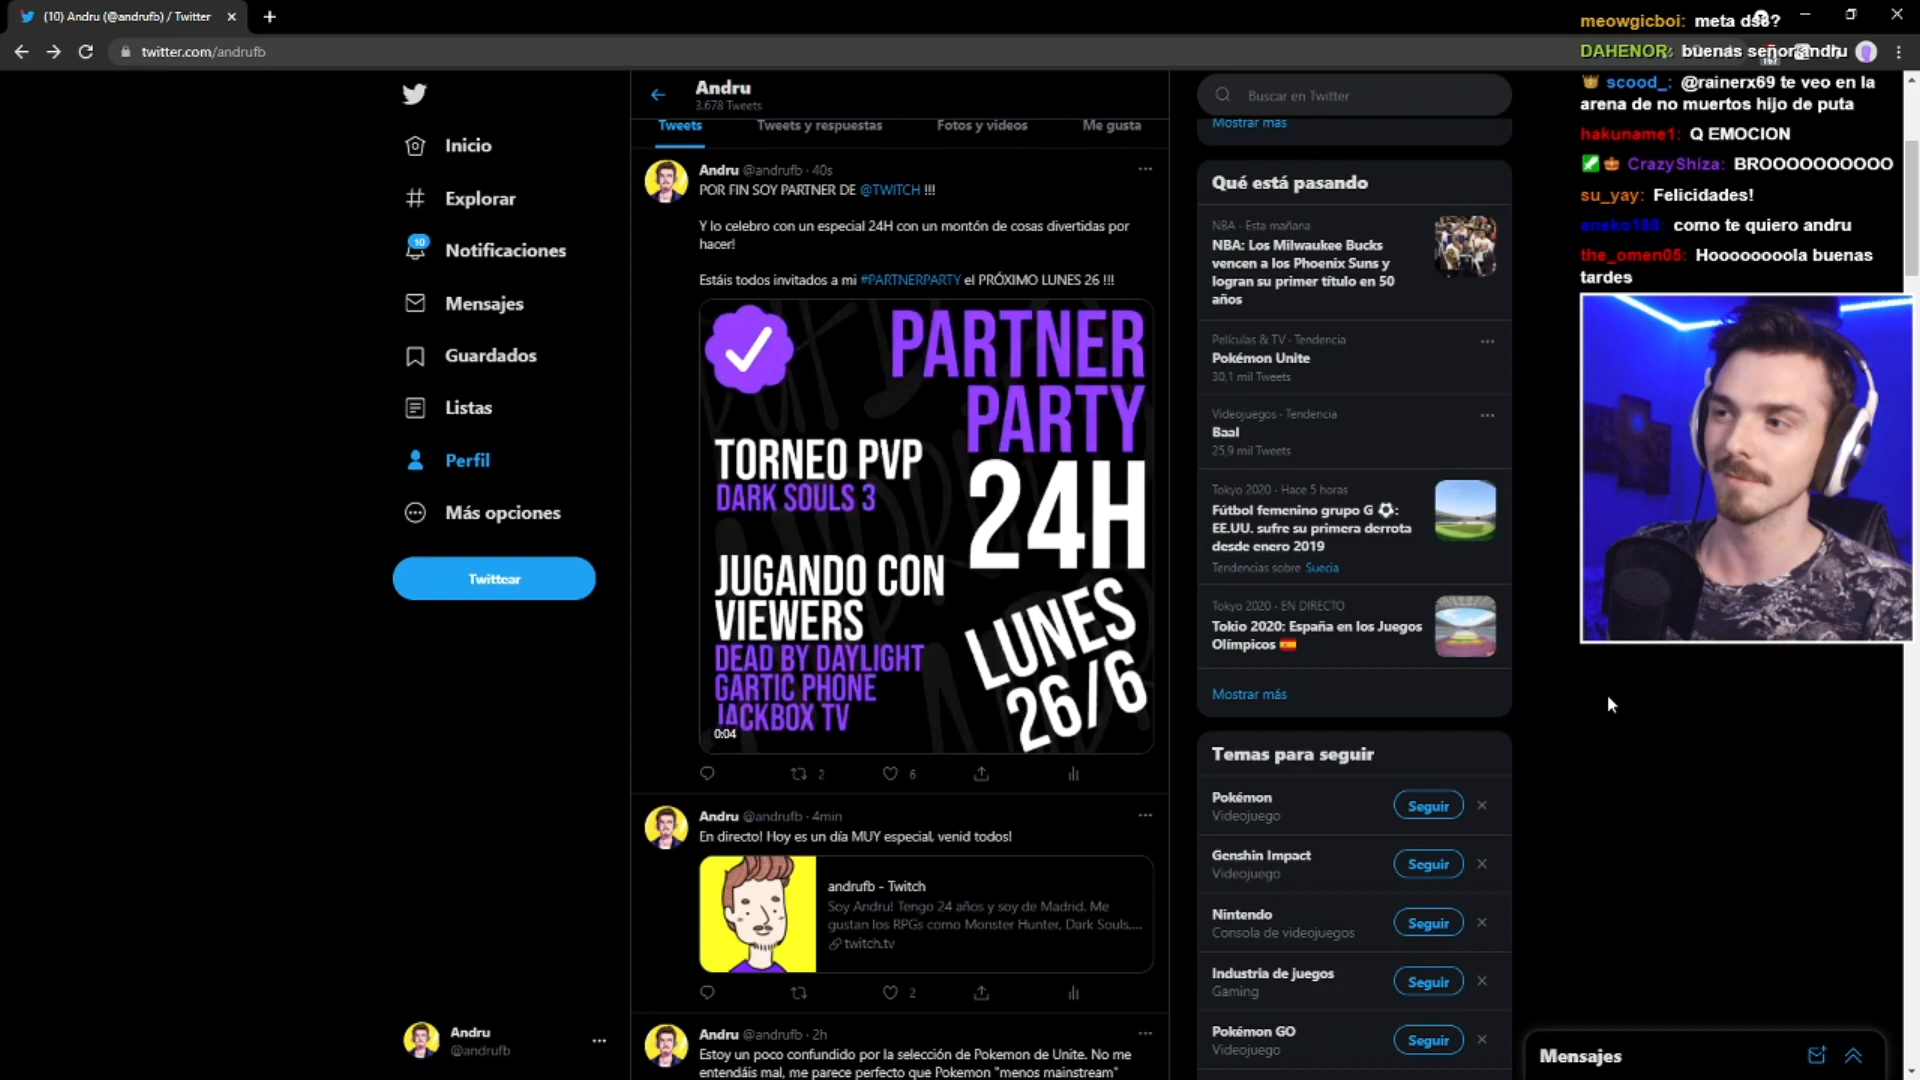 (10) Andru (@andrufb) / Twitter
twitter.com/andrufb
Inicio
Explorar
10
Notificaciones
Mensajes
Guardados
Listas
Perfil
Más opciones
Twittear
Andru
@andrufb
Andru
3.678 Tweets
Tweets
Tweets y respuestas
Fotos y videos
Me gusta
Andru @andrufb · 40s
POR FIN SOY PARTNER DE @TWITCH !!!
Y lo celebro con un especial 24H con un montón de cosas divertidas por
hacer!
Estáis todos invitados a mi #PARTNERPARTY el PRÓXIMO LUNES 26 !!!
PARTNER
PARTY
24H
LUNES
26/6
TORNEO PVP
DARK SOULS 3
JUGANDO CON
VIEWERS
DEAD BY DAYLIGHT
GARTIC PHONE
JACKBOX TV
0:04
2
6
Andru @andrufb · 4min
En directo! Hoy es un día MUY especial, venid todos!
andrufb - Twitch
Soy Andru! Tengo 24 años y soy de Madrid. Me
gustan los RPGs como Monster Hunter, Dark Souls,...
twitch.tv
2
Andru @andrufb · 2h
Estoy un poco confundido por la selección de Pokemon de Unite. No me
entendáis mal, me parece perfecto que Pokemon "menos mainstream"
Buscar en Twitter
Mostrar más
Qué está pasando
NBA · Esta mañana
NBA: Los Milwaukee Bucks
vencen a los Phoenix Suns y
logran su primer título en 50
años
Películas & TV · Tendencia
Pokémon Unite
30,1 mil Tweets
Videojuegos · Tendencia
Baal
25,9 mil Tweets
Tokyo 2020 · Hace 5 horas
Fútbol femenino grupo G ⚽:
EE.UU. sufre su primera derrota
desde enero 2019
Tendencias sobre Suecia
Tokyo 2020 · EN DIRECTO
Tokio 2020: España en los Juegos
Olímpicos 🇪🇸
Mostrar más
Temas para seguir
Pokémon
Videojuego
Seguir
Genshin Impact
Videojuego
Seguir
Nintendo
Consola de videojuegos
Seguir
Industria de juegos
Gaming
Seguir
Pokémon GO
Videojuego
Seguir
meowgicboi: meta ds3?
DAHENOR: buenas señor andru
scood_: @rainerx69 te veo en la
arena de no muertos hijo de puta
hakuname1: Q EMOCION
CrazyShiza: BROOOOOOOOOO
su_yay: Felicidades!
como te quiero andru
the_omen05: Hoooooooola buenas
tardes
Mensajes